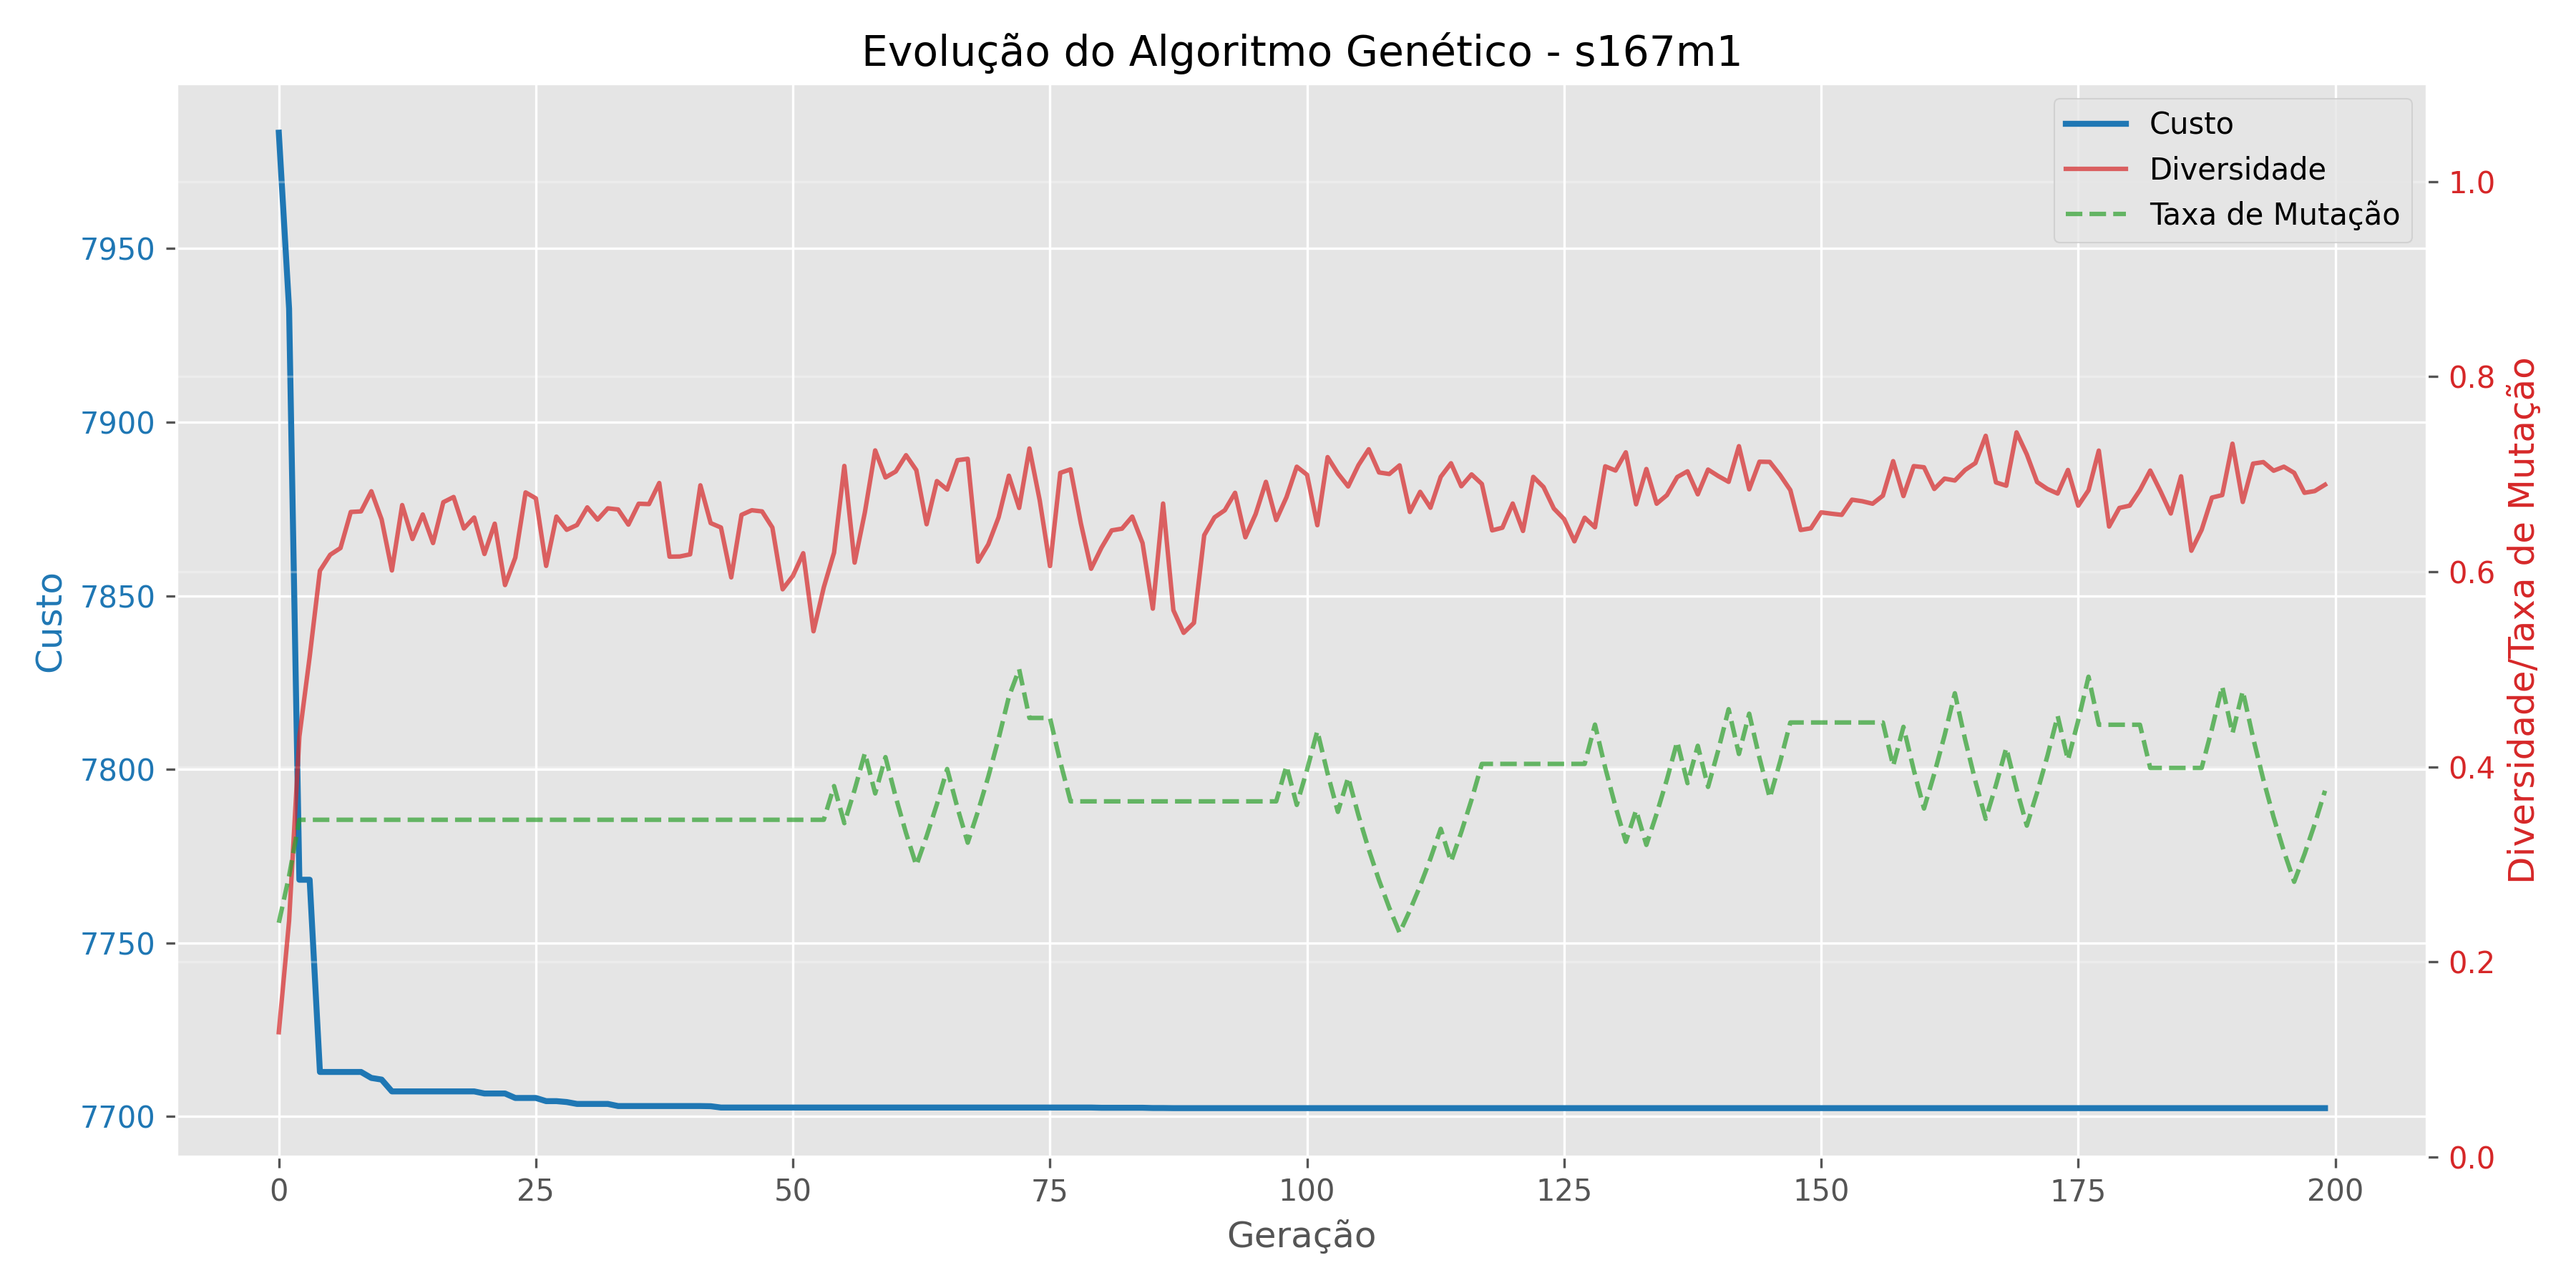 Evolução do Algoritmo Genético - s167m1
Custo
Diversidade
Taxa de Mutação
Custo
7950
7900
7850
7800
7750
7700
1.0
0.8
0.6
0.4
0.2
0.0
Diversidade/Taxa de Mutação
0 25 50 75 100 125 150 175 200
Geração